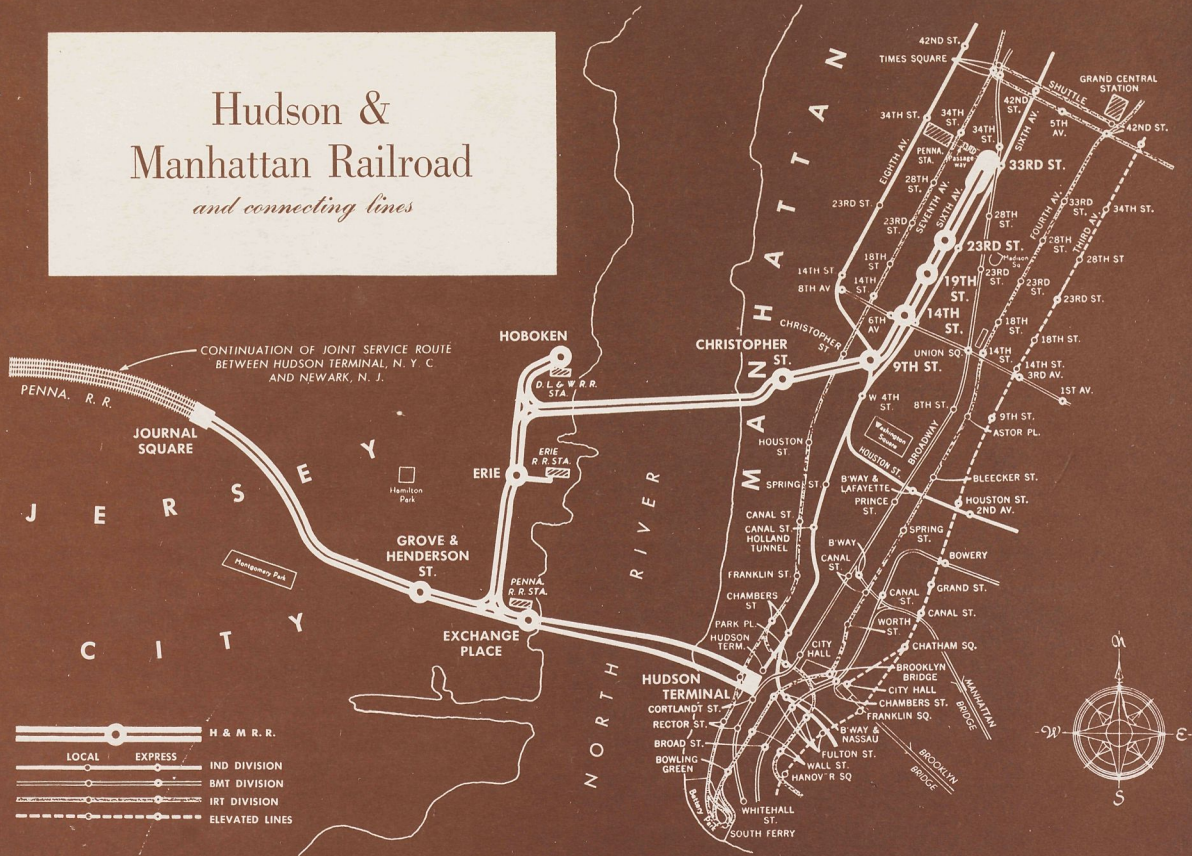 Hudson &
Manhattan Railroad
and connecting lines
CONTINUATION OF JOINT SERVICE ROUTE
BETWEEN HUDSON TERMINAL, N. Y. C.
AND NEWARK, N. J.
PENNA. R. R.
JOURNAL
SQUARE
JERSEY
CITY
Hamilton
Park
Montgomery Park
GROVE &
HENDERSON
ST.
EXCHANGE
PLACE
PENNA.
R. R. STA.
ERIE
ERIE
R. R. STA.
HOBOKEN
D. L. & W. R. R.
STA.
NORTH RIVER
MANHATTAN
CHRISTOPHER
ST.
9TH ST.
14TH
ST.
19TH
ST.
23RD ST.
33RD ST.
HUDSON
TERMINAL
42ND ST.
TIMES SQUARE
SHUTTLE
GRAND CENTRAL
STATION
42ND
ST.
5TH
AV.
42ND ST.
34TH ST.
34TH
ST.
34TH
ST.
PENNA.
STA.
Passage-
way
SIXTH AV.
EIGHTH AV.
SEVENTH AV.
SIXTH AV.
FOURTH AV.
THIRD AV.
28TH
ST.
28TH
ST.
33RD
ST.
34TH ST.
28TH
ST.
28TH ST
23RD ST.
23RD
ST.
Madison
Sq
23RD
ST.
23RD
ST.
23RD ST.
18TH
ST.
18TH
ST.
18TH ST.
14TH ST
8TH AV
14TH
ST
6TH
AV
UNION SQ.
14TH
ST.
14TH ST.
3RD AV.
1ST AV.
CHRISTOPHER
ST
W 4TH
ST.
Washington
Square
8TH ST.
BROADWAY
9TH ST.
ASTOR PL.
HOUSTON
ST.
HOUSTON ST.
SPRING ST.
B'WAY &
LAFAYETTE
PRINCE
ST.
BLEECKER ST.
HOUSTON ST.
2ND AV.
CANAL ST.
CANAL ST.
HOLLAND
TUNNEL
B'WAY
CANAL
ST.
SPRING
ST.
BOWERY
FRANKLIN ST.
GRAND ST.
CHAMBERS
ST
CANAL
ST.
CANAL ST.
PARK PL.
WORTH
ST.
HUDSON
TERM.
CITY
HALL
CHATHAM SQ.
BROOKLYN
BRIDGE
CITY HALL
CHAMBERS ST.
FRANKLIN SQ.
MANHATTAN
BRIDGE
BROOKLYN
BRIDGE
CORTLANDT ST.
RECTOR ST.
B'WAY &
NASSAU
BROAD ST.
FULTON ST.
BOWLING
GREEN
WALL ST.
HANOV'R SQ
Battery
Park
WHITEHALL
ST.
SOUTH FERRY
H & M R. R.
LOCAL EXPRESS
IND DIVISION
BMT DIVISION
IRT DIVISION
ELEVATED LINES
N
W
E
S